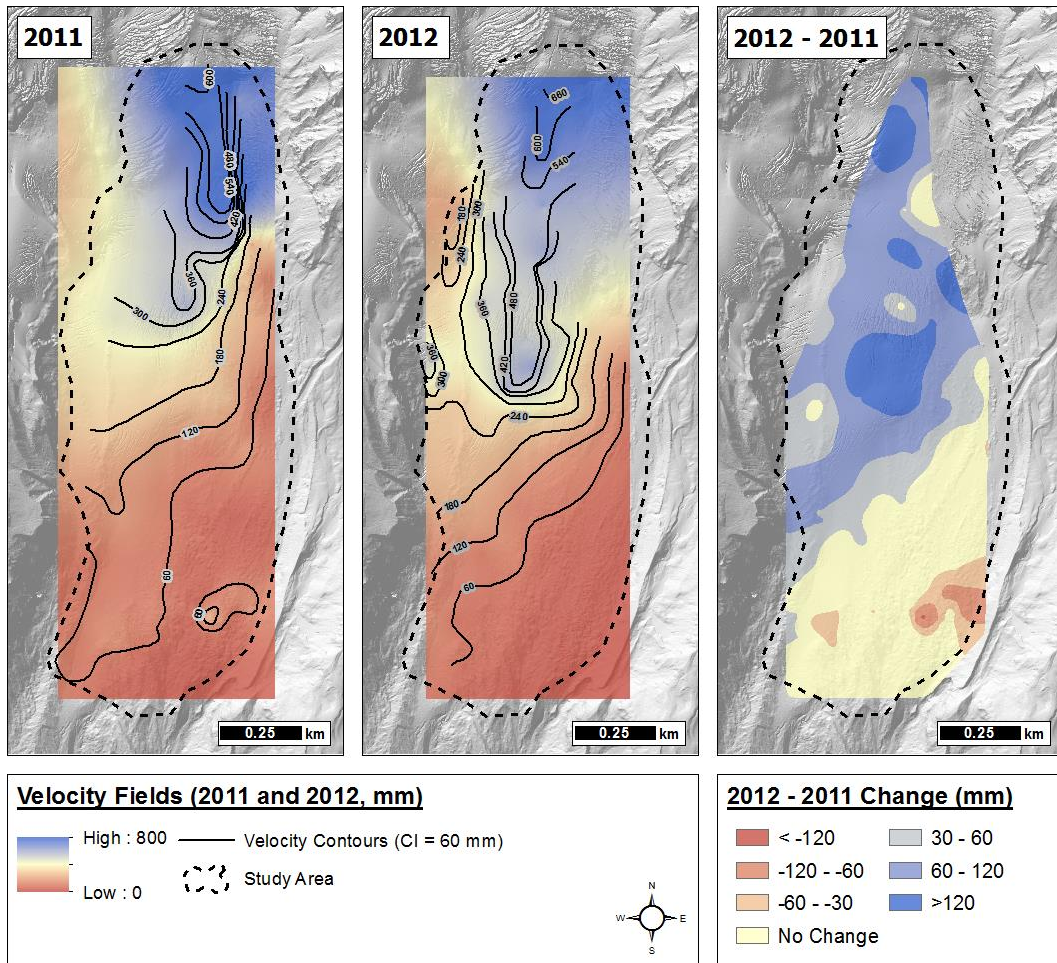 2011
2012
2012 - 2011
600
480
540
420
360
240
300
180
120
60
60
0.25 km
660
600
540
180
300
240
360
480
360
300
420
240
180
120
60
0.25 km
0.25 km
Velocity Fields (2011 and 2012, mm)
High : 800
Low : 0
Velocity Contours (CI = 60 mm)
Study Area
N
W E
S
2012 - 2011 Change (mm)
< -120
30 - 60
-120 - -60
60 - 120
-60 - -30
>120
No Change